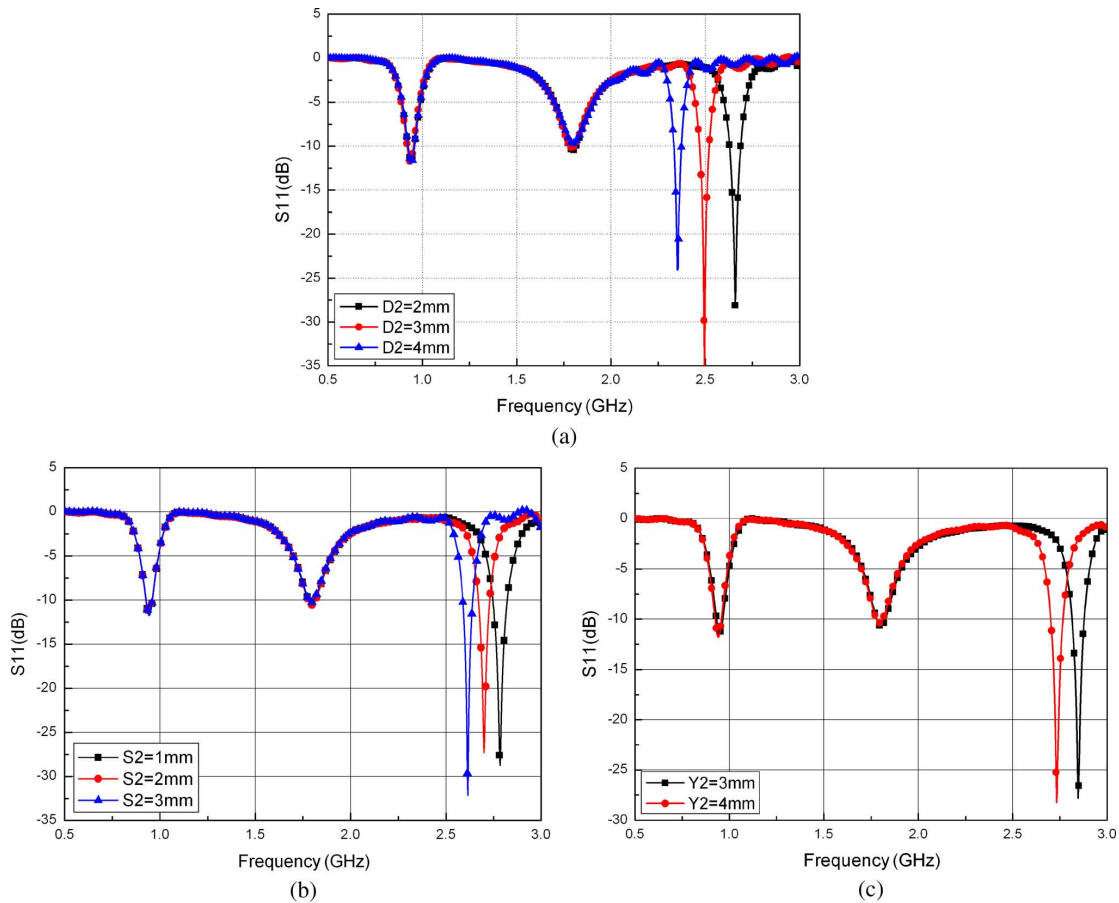 5
0
-5
-10
-15
-20
-25
-30
-35
S11(dB)
D2=2mm
D2=3mm
D2=4mm
0.5 1.0 1.5 2.0 2.5 3.0
Frequency (GHz)
(a)
5
0
-5
-10
-15
-20
-25
-30
-35
S11(dB)
S2=1mm
S2=2mm
S2=3mm
0.5 1.0 1.5 2.0 2.5 3.0
Frequency (GHz)
(b)
5
0
-5
-10
-15
-20
-25
-30
S11(dB)
Y2=3mm
Y2=4mm
0.5 1.0 1.5 2.0 2.5 3.0
Frequency (GHz)
(c)